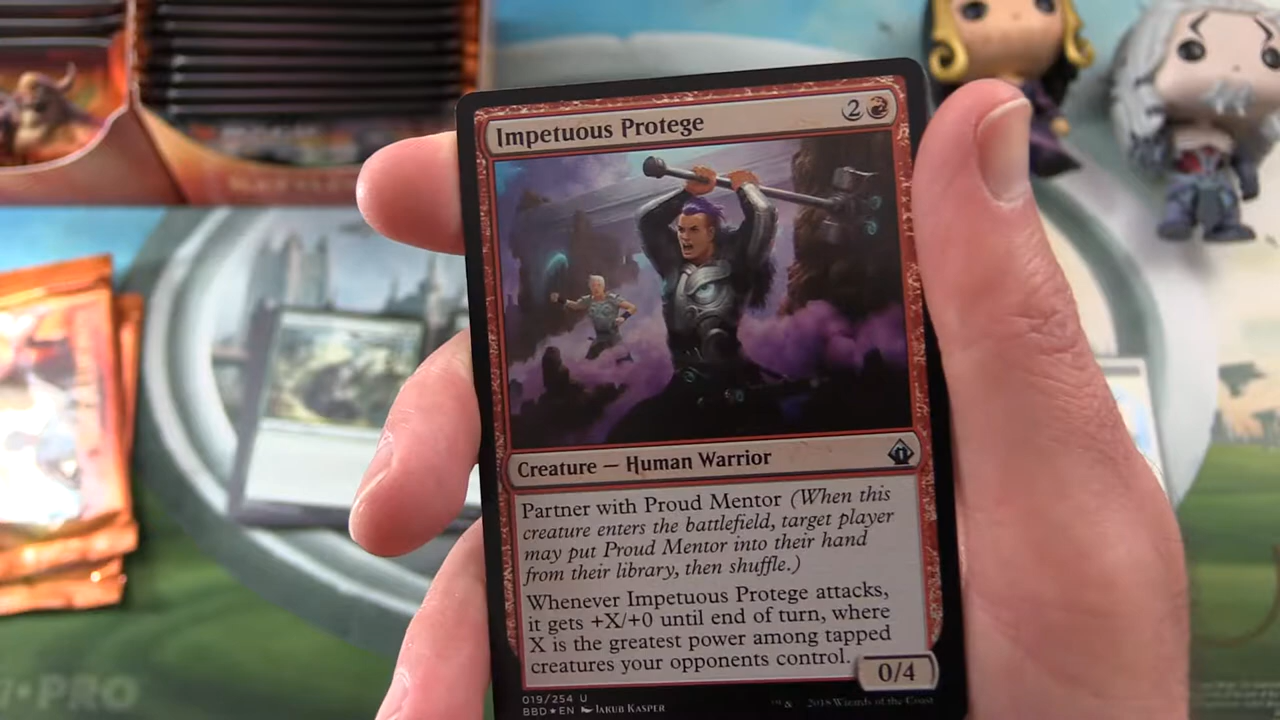 Impetuous Protege 2
Creature — Human Warrior
Partner with Proud Mentor (When this
creature enters the battlefield, target player
may put Proud Mentor into their hand
from their library, then shuffle.)
Whenever Impetuous Protege attacks,
it gets +X/+0 until end of turn, where
X is the greatest power among tapped
creatures your opponents control.
0/4
019/254 U
BBD★EN Iakub Kasper
™ & 2018 Wizards of the Coast
PRO